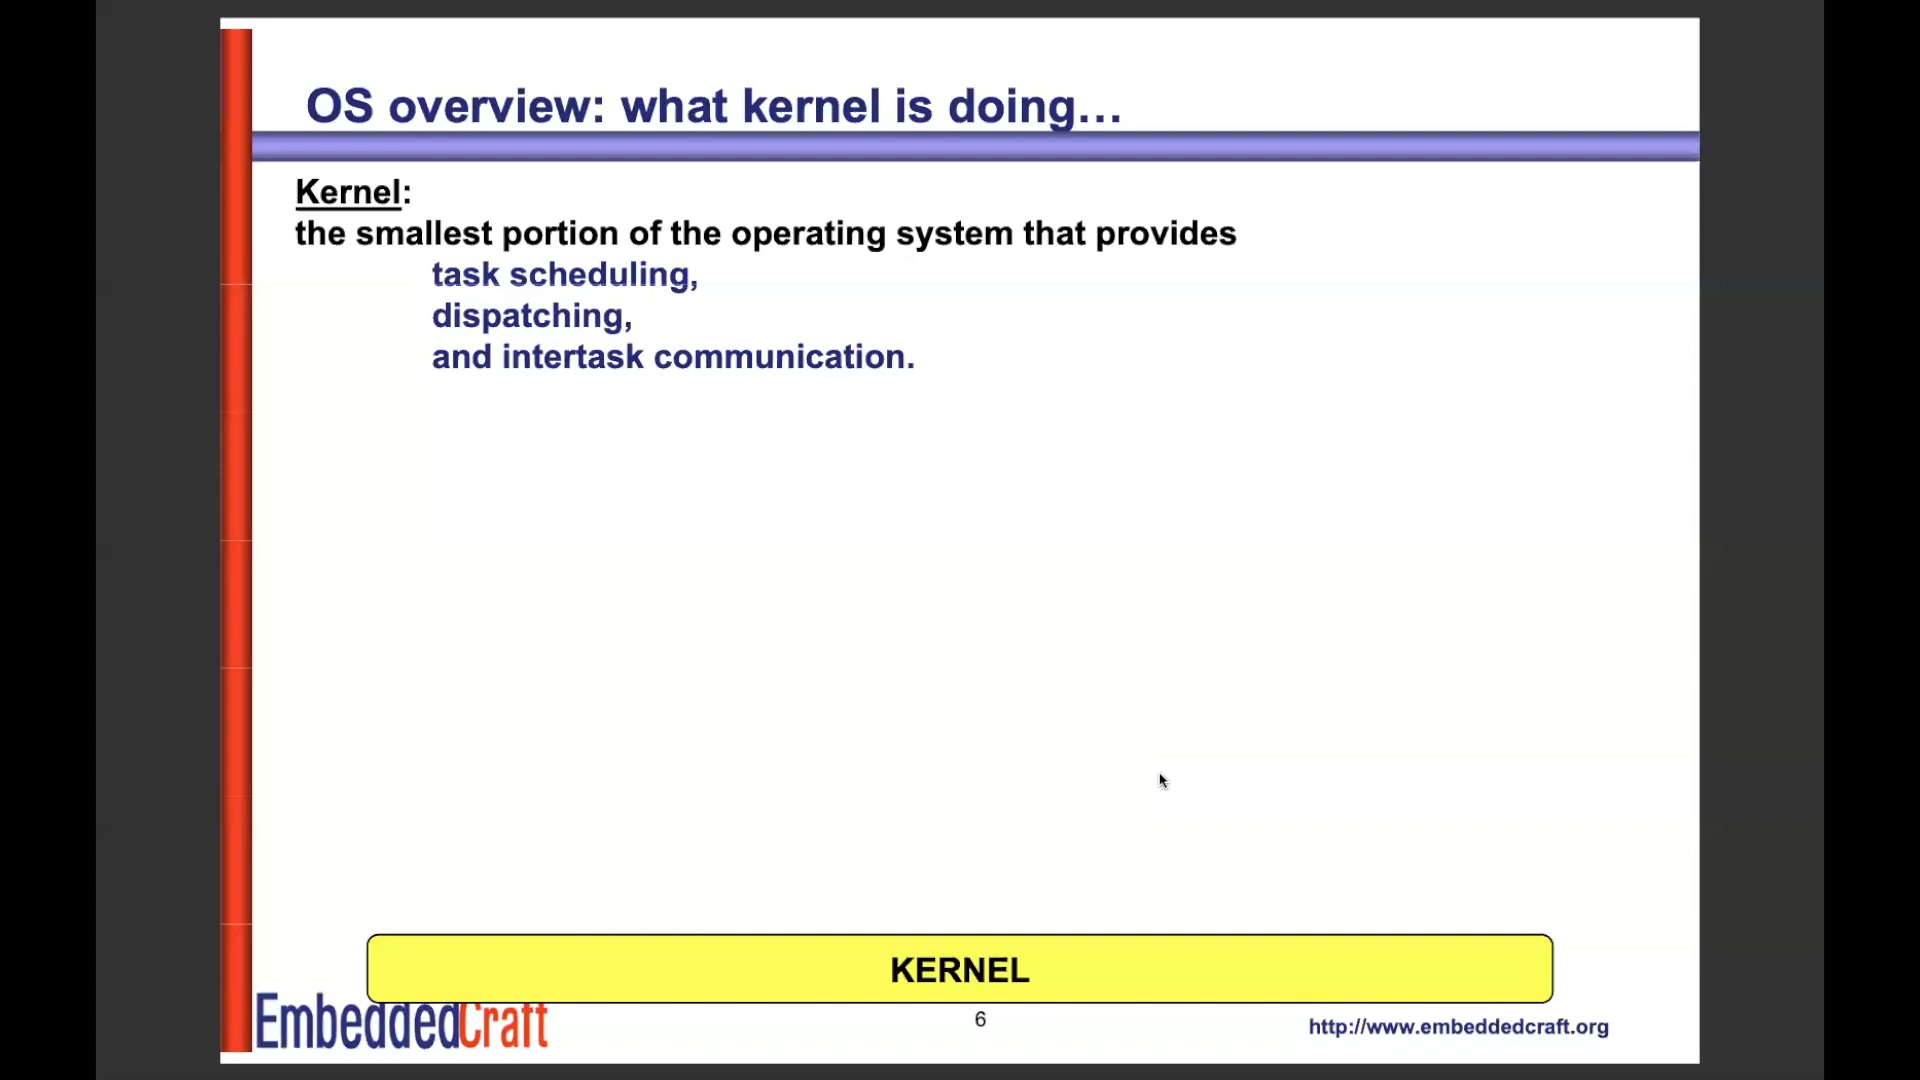 OS overview: what kernel is doing…
Kernel:
the smallest portion of the operating system that provides
task scheduling,
dispatching,
and intertask communication.
KERNEL
EmbeddedCraft
6
http://www.embeddedcraft.org